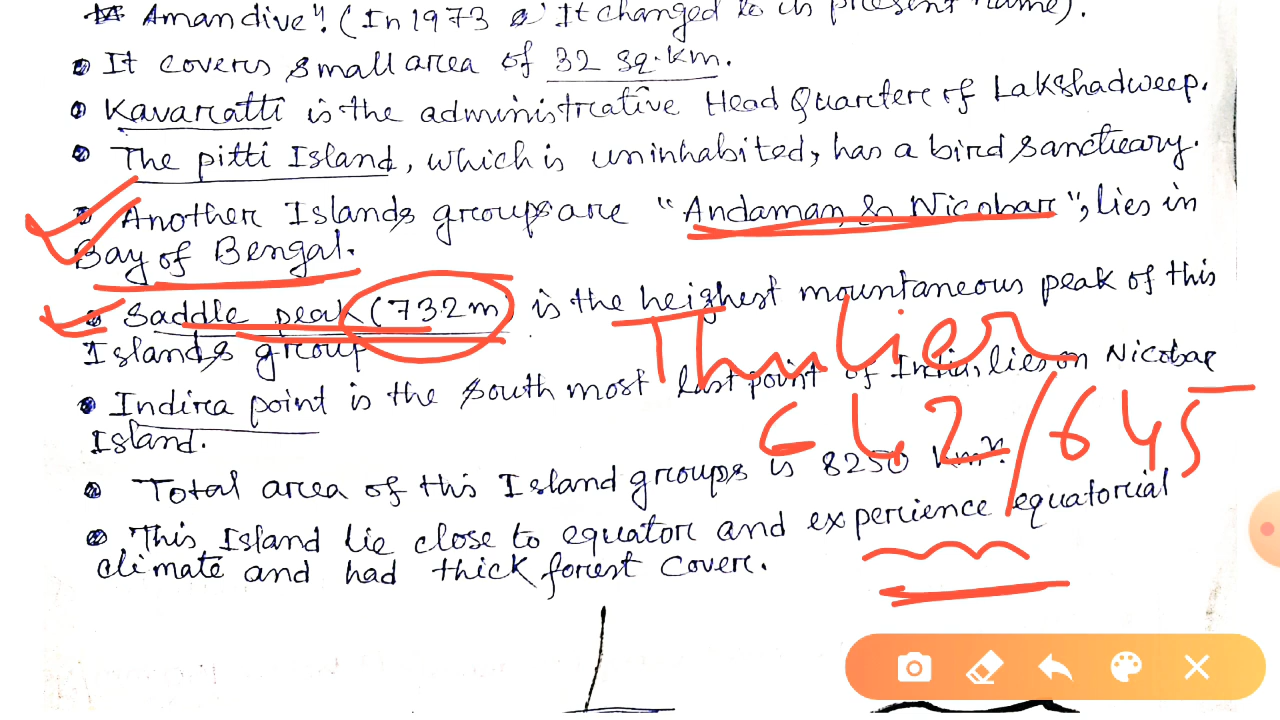 Amandive". (In 1973 It changed to its present name).
It covers small area of 32 sq.km.
Kavaratti is the administrative Head Quarters of Lakshadweep.
The pitti Island, which is uninhabited, has a bird sanctuary.
Another Islands groups are "Andaman & Nicobar", lies in
Bay of Bengal.
Saddle peak (732m) is the heighest mountaneous peak of this
Islands group
Thulier
Indira point is the south most last point of India, lies on Nicobar
Island.
642/645
Total area of this Island groups is 8250 km²
This Island lie close to equator and experience equatorial
climate and had thick forest cover.